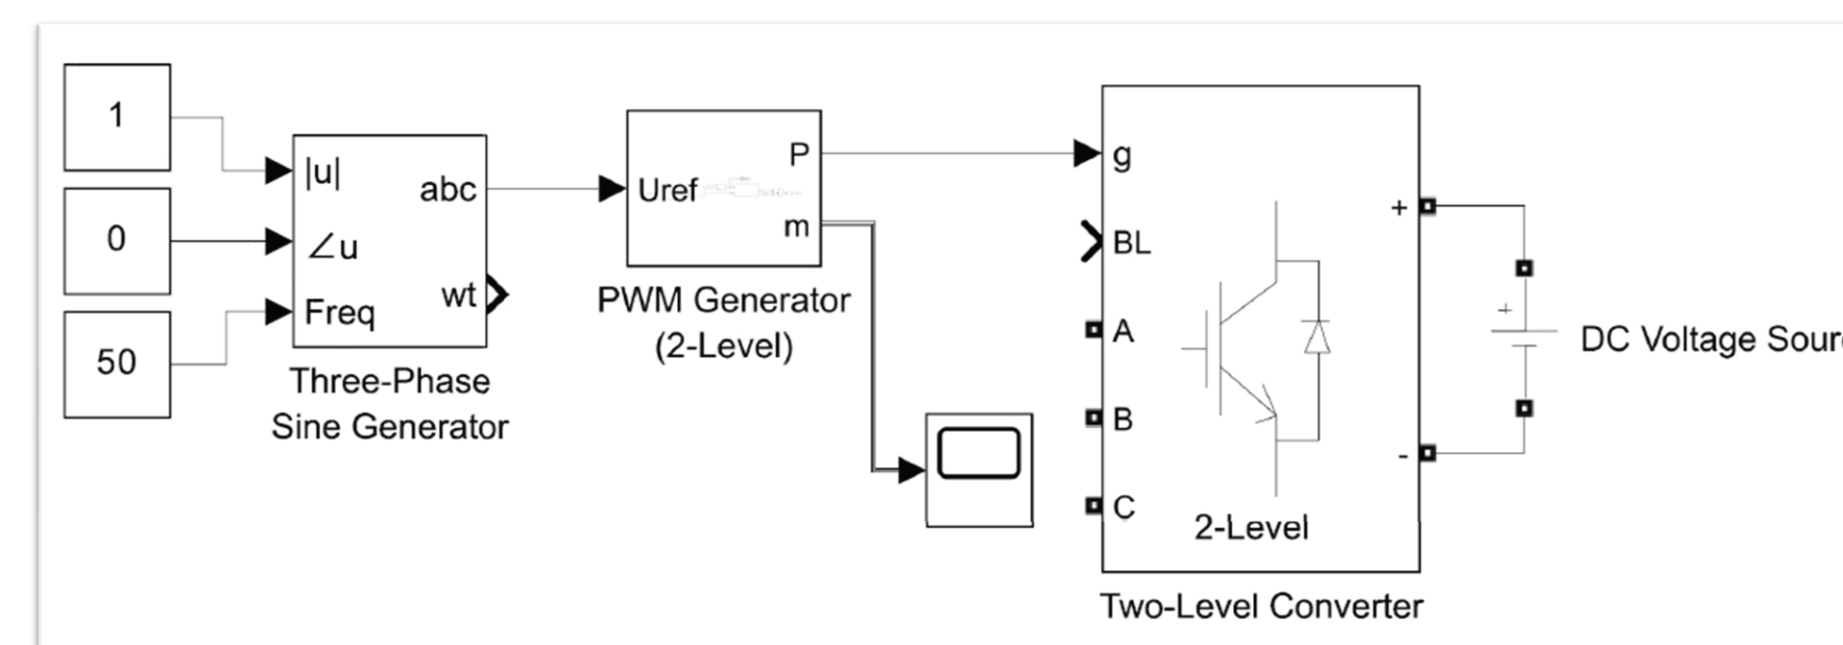 1
0
50
|u|
∠u
Freq
abc
wt
Three-Phase
Sine Generator
Uref
P
m
PWM Generator
(2-Level)
g
BL
A
B
C
+
-
2-Level
Two-Level Converter
+
DC Voltage